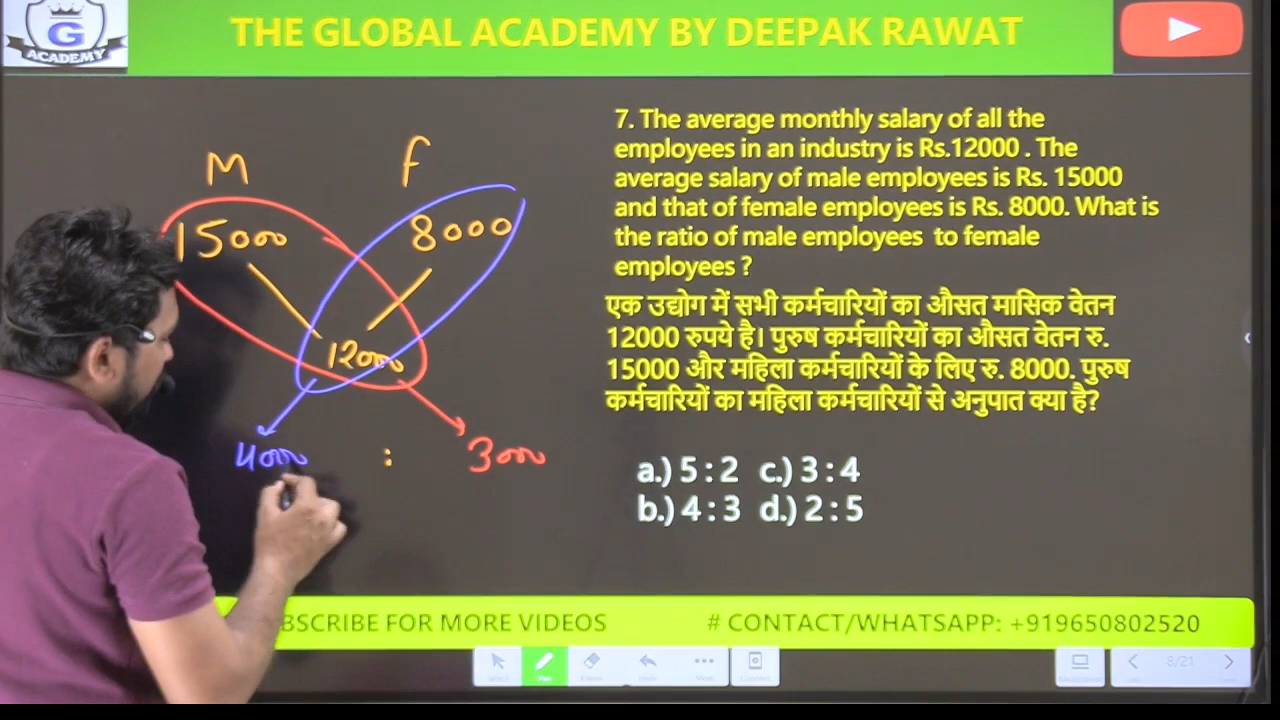 G
ACADEMY
THE GLOBAL ACADEMY BY DEEPAK RAWAT
M F
15000 8000
12000
4000 : 3000
7. The average monthly salary of all the
employees in an industry is Rs.12000 . The
average salary of male employees is Rs. 15000
and that of female employees is Rs. 8000. What is
the ratio of male employees to female
employees ?
एक उद्योग में सभी कर्मचारियों का औसत मासिक वेतन
12000 रुपये है। पुरुष कर्मचारियों का औसत वेतन रु.
15000 और महिला कर्मचारियों के लिए रु. 8000. पुरुष
कर्मचारियों का महिला कर्मचारियों से अनुपात क्या है?
a.) 5 : 2 c.) 3 : 4
b.) 4 : 3 d.) 2 : 5
BSCRIBE FOR MORE VIDEOS # CONTACT/WHATSAPP: +919650802520
Select Pen Eraser Undo More
8/21